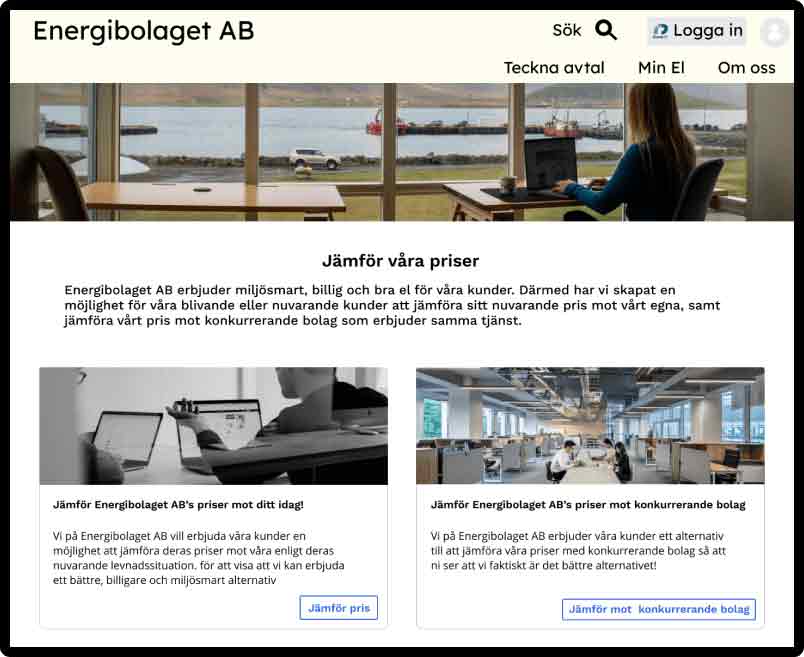 Energibolaget AB
Sök
Logga in
Teckna avtal Min El Om oss
Jämför våra priser
Energibolaget AB erbjuder miljösmart, billig och bra el för våra kunder. Därmed har vi skapat en
möjlighet för våra blivande eller nuvarande kunder att jämföra sitt nuvarande pris mot vårt egna, samt
jämföra vårt pris mot konkurrerande bolag som erbjuder samma tjänst.
Jämför Energibolaget AB's priser mot ditt idag!
Vi på Energibolaget AB vill erbjuda våra kunder en
möjlighet att jämföra deras priser mot våra enligt deras
nuvarande levnadssituation. för att visa att vi kan erbjuda
ett bättre, billigare och miljösmart alternativ
Jämför pris
Jämför Energibolaget AB's priser mot konkurrerande bolag
Vi på Energibolaget AB erbjuder våra kunder ett alternativ
till att jämföra våra priser med konkurrerande bolag så att
ni ser att vi faktiskt är det bättre alternativet!
Jämför mot konkurrerande bolag